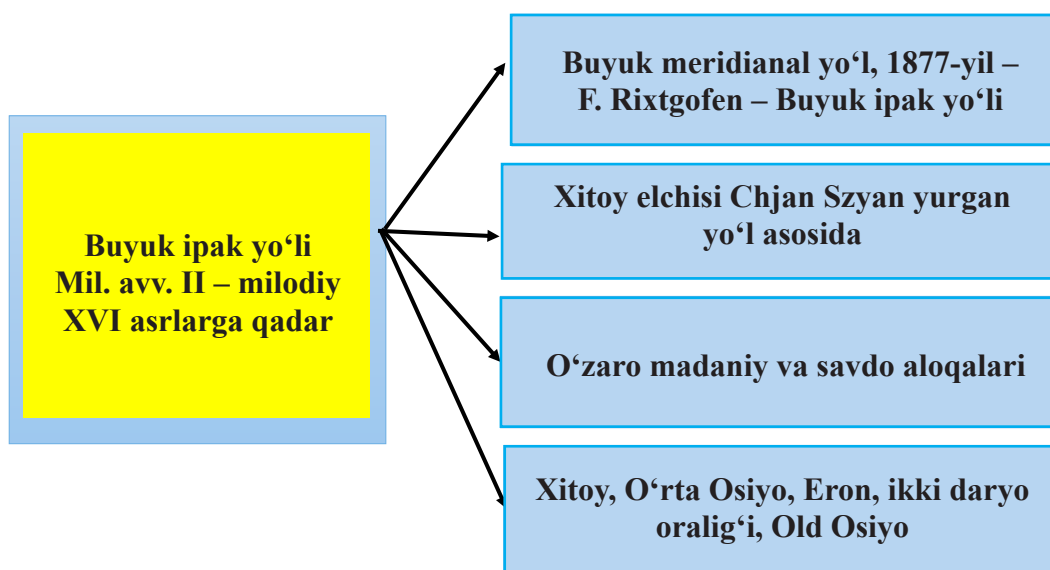 Buyuk ipak yo‘li
Mil. avv. II – milodiy
XVI asrlarga qadar
Buyuk meridianal yo‘l, 1877-yil –
F. Rixtgofen – Buyuk ipak yo‘li
Xitoy elchisi Chjan Szyan yurgan
yo‘l asosida
O‘zaro madaniy va savdo aloqalari
Xitoy, O‘rta Osiyo, Eron, ikki daryo
oralig‘i, Old Osiyo